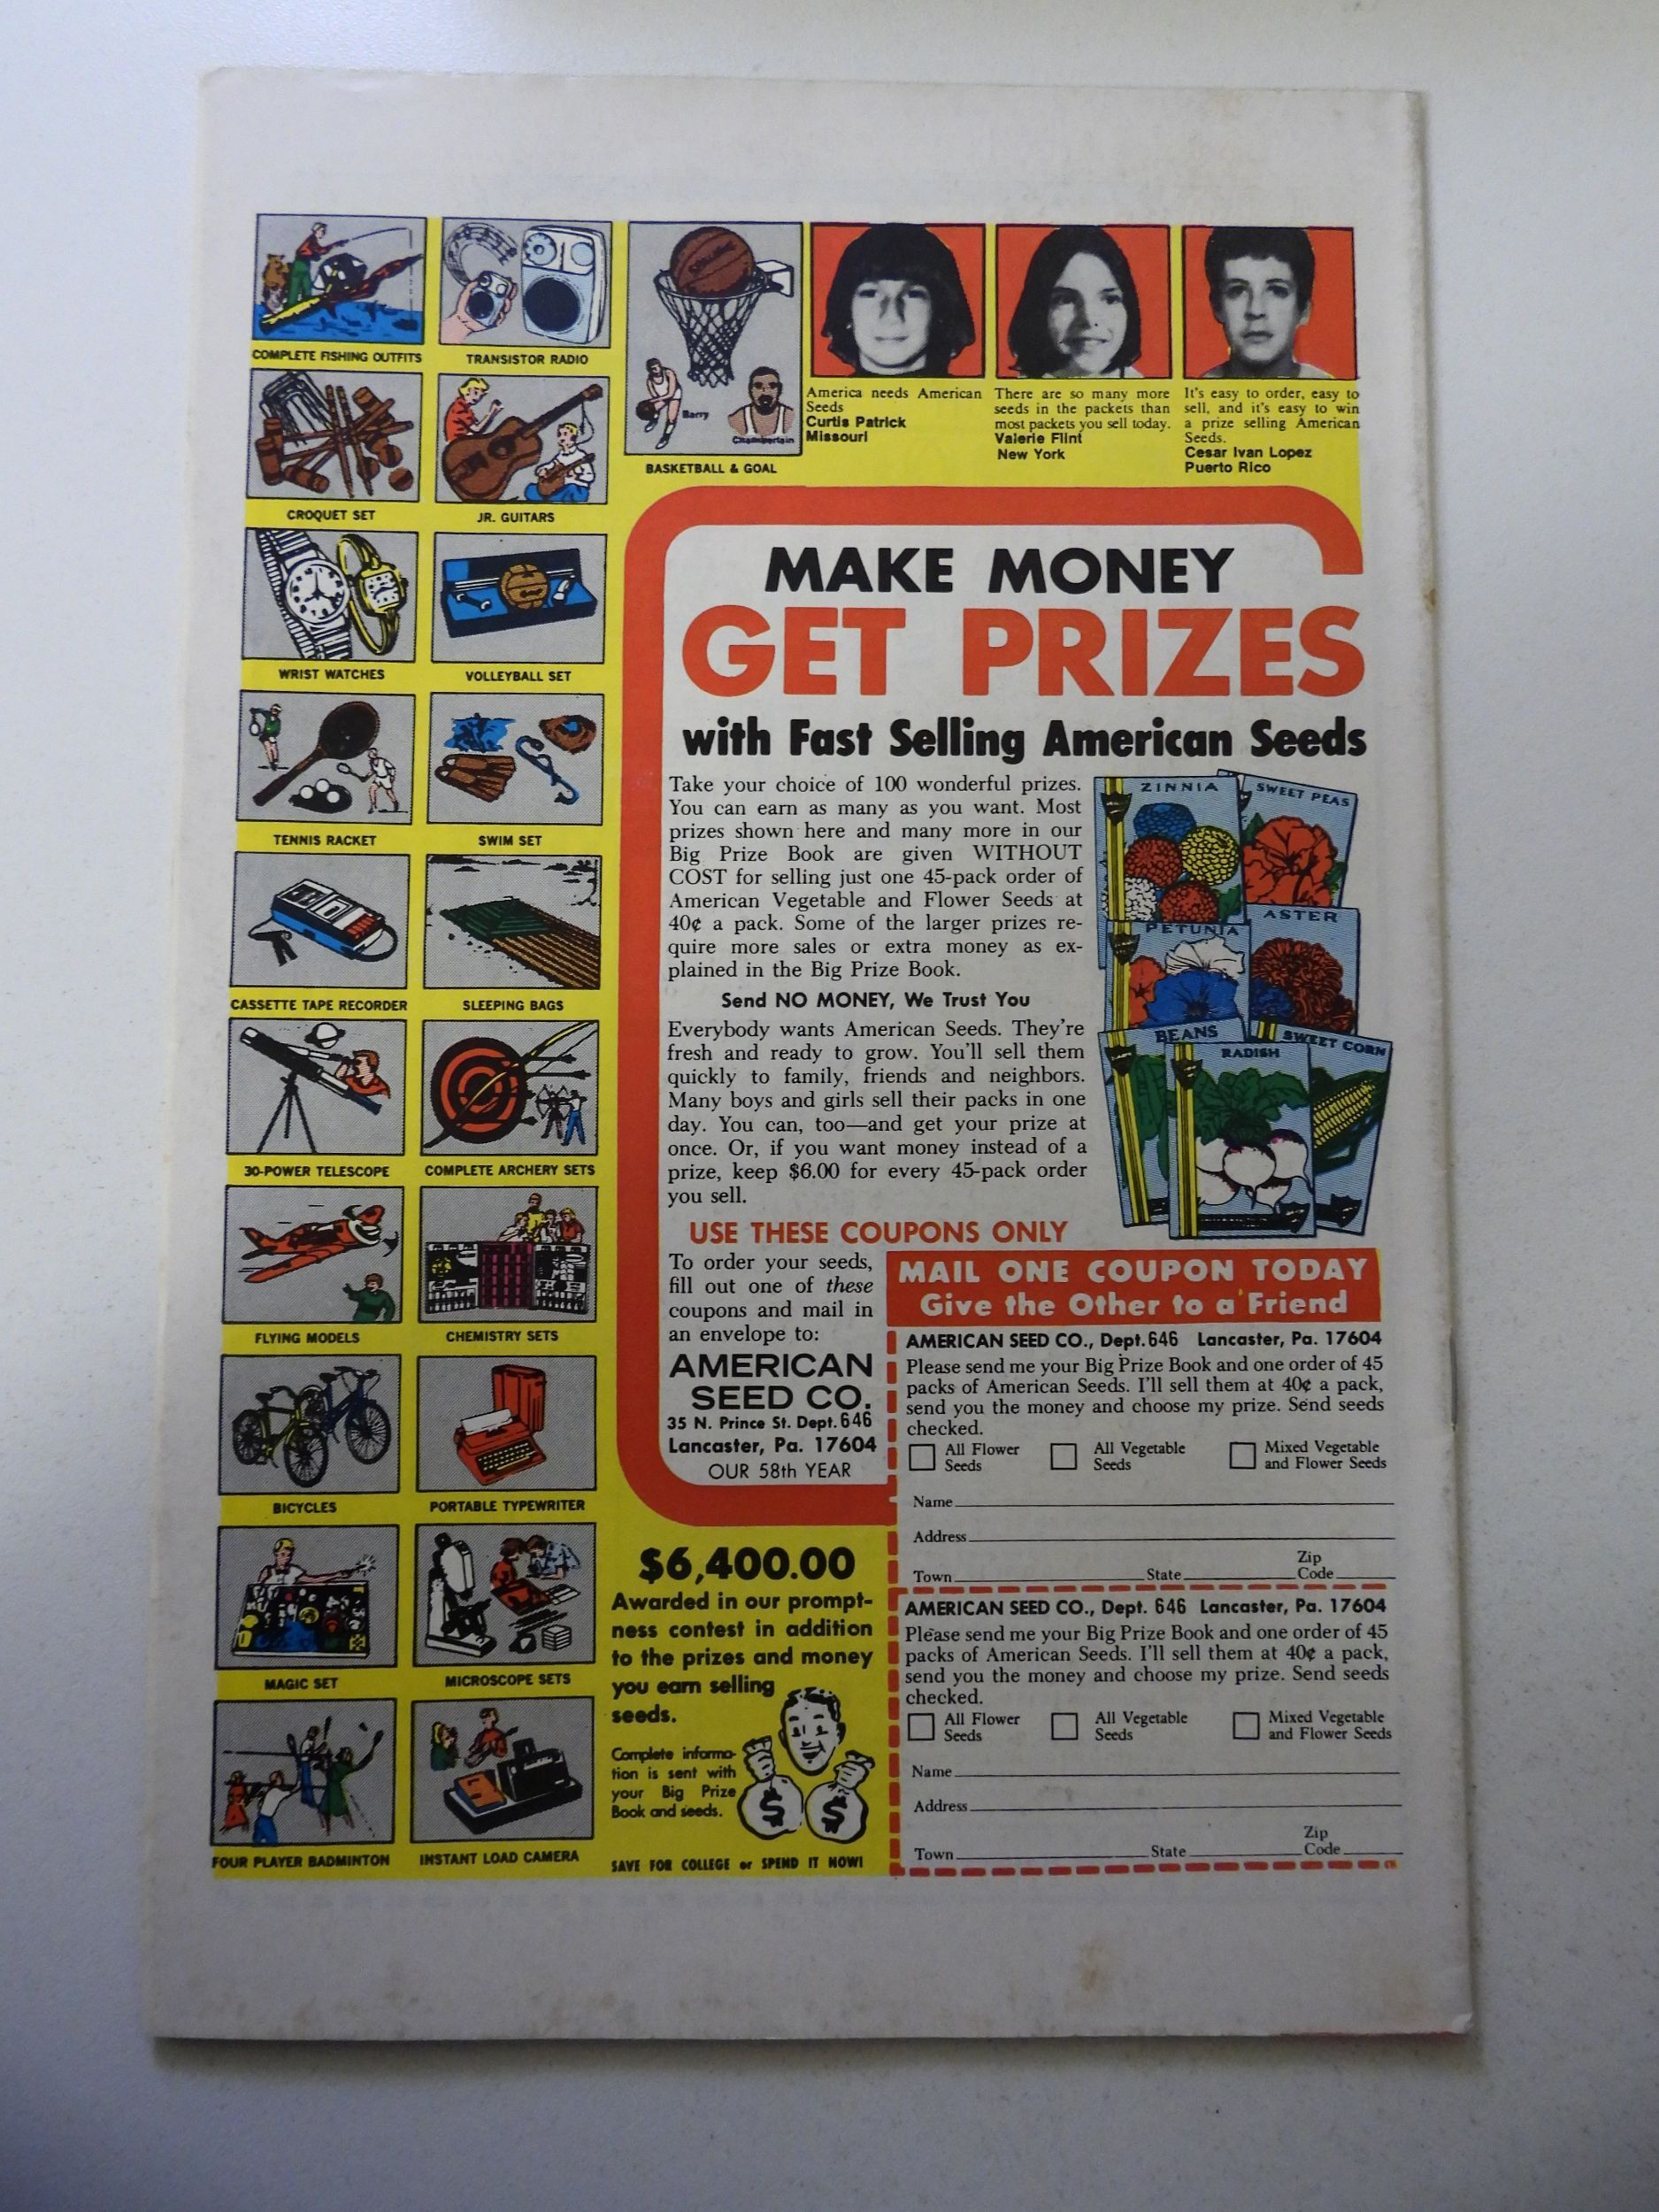 COMPLETE FISHING OUTFITS
TRANSISTOR RADIO
CROQUET SET
JR. GUITARS
WRIST WATCHES
VOLLEYBALL SET
TENNIS RACKET
SWIM SET
CASSETTE TAPE RECORDER
SLEEPING BAGS
30-POWER TELESCOPE
COMPLETE ARCHERY SETS
FLYING MODELS
CHEMISTRY SETS
BICYCLES
PORTABLE TYPEWRITER
MAGIC SET
MICROSCOPE SETS
FOUR PLAYER BADMINTON
INSTANT LOAD CAMERA
Barry
Chamberlain
BASKETBALL & GOAL
America needs American
Seeds
Curtis Patrick
Missouri
There are so many more
seeds in the packets than
most packets you sell today.
Valerie Flint
New York
It's easy to order, easy to
sell, and it's easy to win
a prize selling American
Seeds.
Cesar Ivan Lopez
Puerto Rico
MAKE MONEY
GET PRIZES
with Fast Selling American Seeds
Take your choice of 100 wonderful prizes.
You can earn as many as you want. Most
prizes shown here and many more in our
Big Prize Book are given WITHOUT
COST for selling just one 45-pack order of
American Vegetable and Flower Seeds at
40¢ a pack. Some of the larger prizes re-
quire more sales or extra money as ex-
plained in the Big Prize Book.
Send NO MONEY, We Trust You
Everybody wants American Seeds. They're
fresh and ready to grow. You'll sell them
quickly to family, friends and neighbors.
Many boys and girls sell their packs in one
day. You can, too—and get your prize at
once. Or, if you want money instead of a
prize, keep $6.00 for every 45-pack order
you sell.
ZINNIA
SWEET PEAS
PETUNIA
ASTER
BEANS
RADISH
SWEET CORN
USE THESE COUPONS ONLY
To order your seeds,
fill out one of these
coupons and mail in
an envelope to:
AMERICAN
SEED CO.
35 N. Prince St. Dept. 646
Lancaster, Pa. 17604
OUR 58th YEAR
MAIL ONE COUPON TODAY
Give the Other to a Friend
AMERICAN SEED CO., Dept. 646 Lancaster, Pa. 17604
Please send me your Big Prize Book and one order of 45
packs of American Seeds. I'll sell them at 40¢ a pack,
send you the money and choose my prize. Send seeds
checked.
All Flower Seeds
All Vegetable Seeds
Mixed Vegetable and Flower Seeds
Name
Address
Town State Zip Code
AMERICAN SEED CO., Dept. 646 Lancaster, Pa. 17604
Please send me your Big Prize Book and one order of 45
packs of American Seeds. I'll sell them at 40¢ a pack,
send you the money and choose my prize. Send seeds
checked.
All Flower Seeds
All Vegetable Seeds
Mixed Vegetable and Flower Seeds
Name
Address
Town State Zip Code
$6,400.00
Awarded in our prompt-
ness contest in addition
to the prizes and money
you earn selling
seeds.
Complete informa-
tion is sent with
your Big Prize
Book and seeds.
$ $
SAVE FOR COLLEGE or SPEND IT NOW!